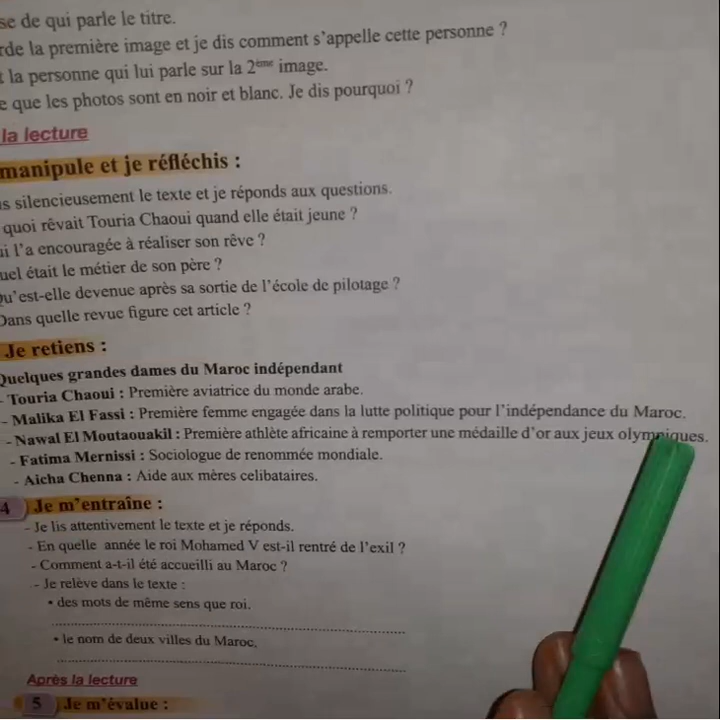 se de qui parle le titre.
rde la première image et je dis comment s'appelle cette personne ?
t la personne qui lui parle sur la 2ème image.
e que les photos sont en noir et blanc. Je dis pourquoi ?
la lecture
manipule et je réfléchis :
is silencieusement le texte et je réponds aux questions.
quoi rêvait Touria Chaoui quand elle était jeune ?
ui l'a encouragée à réaliser son rêve ?
uel était le métier de son père ?
Qu'est-elle devenue après sa sortie de l'école de pilotage ?
Dans quelle revue figure cet article ?
Je retiens :
Quelques grandes dames du Maroc indépendant
- Touria Chaoui : Première aviatrice du monde arabe.
- Malika El Fassi : Première femme engagée dans la lutte politique pour l'indépendance du Maroc.
- Nawal El Moutaouakil : Première athlète africaine à remporter une médaille d'or aux jeux olympiques.
- Fatima Mernissi : Sociologue de renommée mondiale.
- Aicha Chenna : Aide aux mères celibataires.
4 Je m'entraîne :
- Je lis attentivement le texte et je réponds.
- En quelle année le roi Mohamed V est-il rentré de l'exil ?
- Comment a-t-il été accueilli au Maroc ?
- Je relève dans le texte :
• des mots de même sens que roi.
• le nom de deux villes du Maroc.
Après la lecture
5 Je m'évalue :